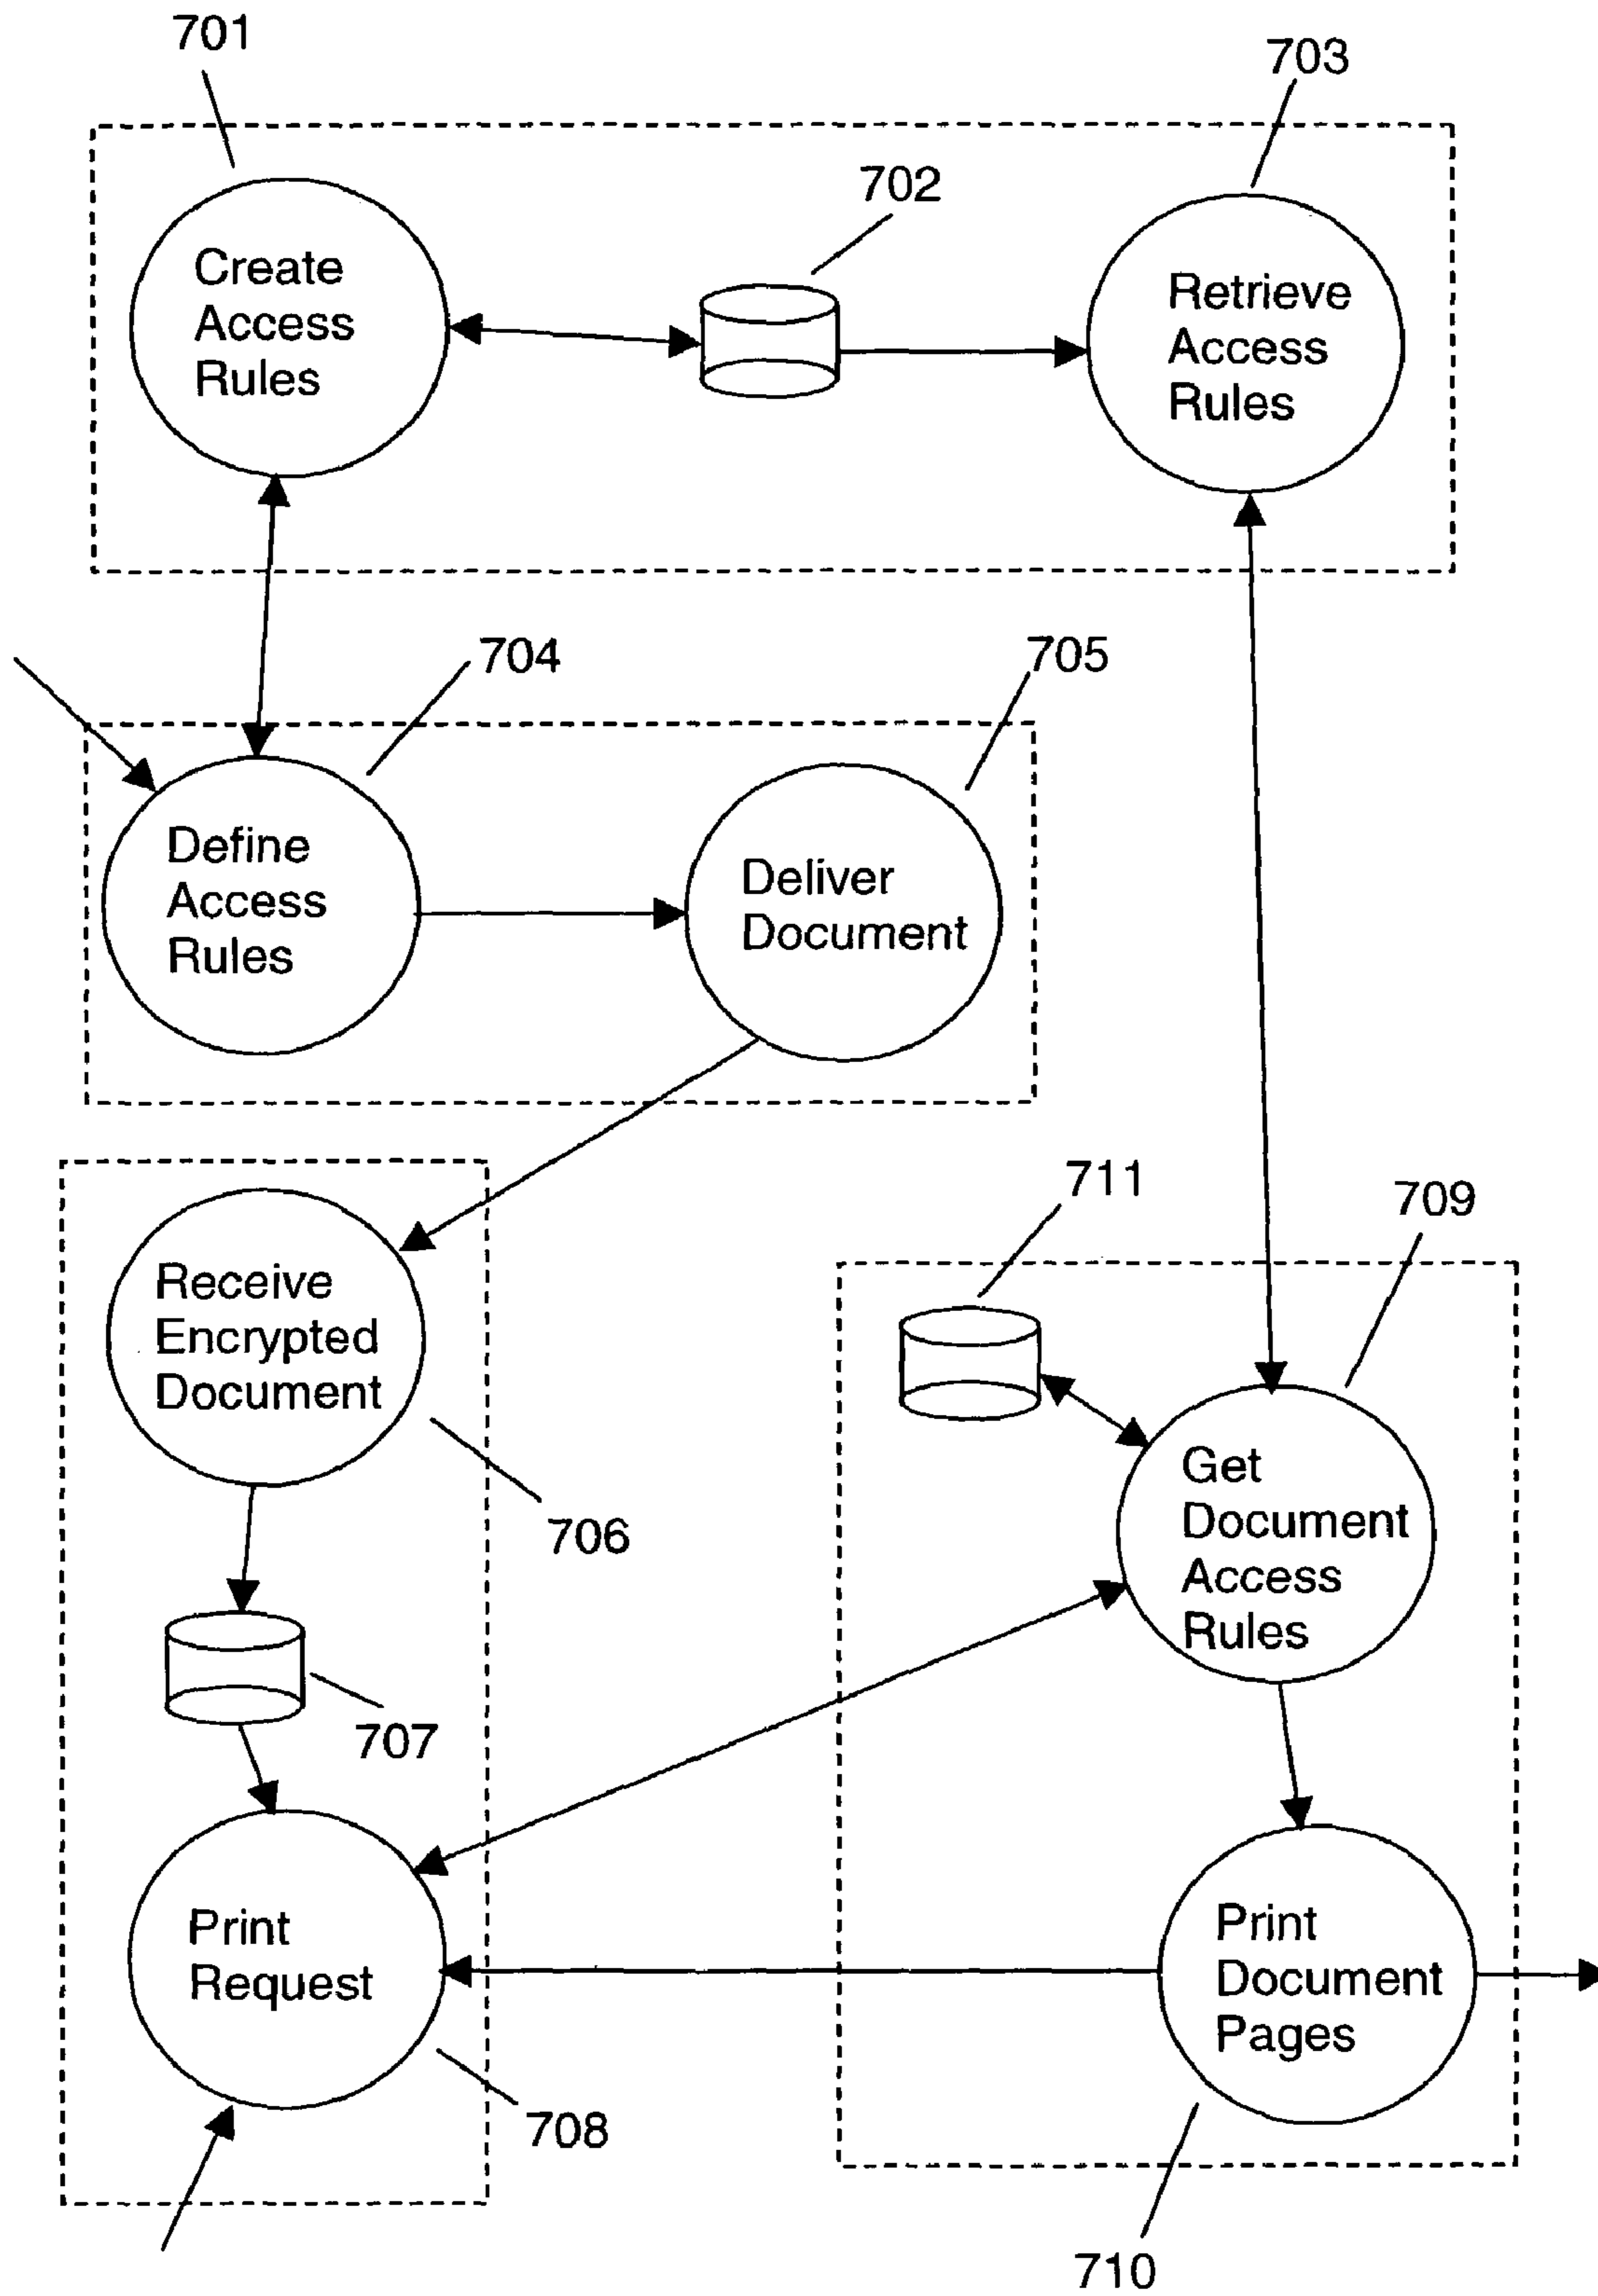 701
703
702
Create
Access
Rules
Retrieve
Access
Rules
704
705
Define
Access
Rules
Deliver
Document
711
709
Receive
Encrypted
Document
706
Get
Document
Access
Rules
707
Print
Request
Print
Document
Pages
708
710